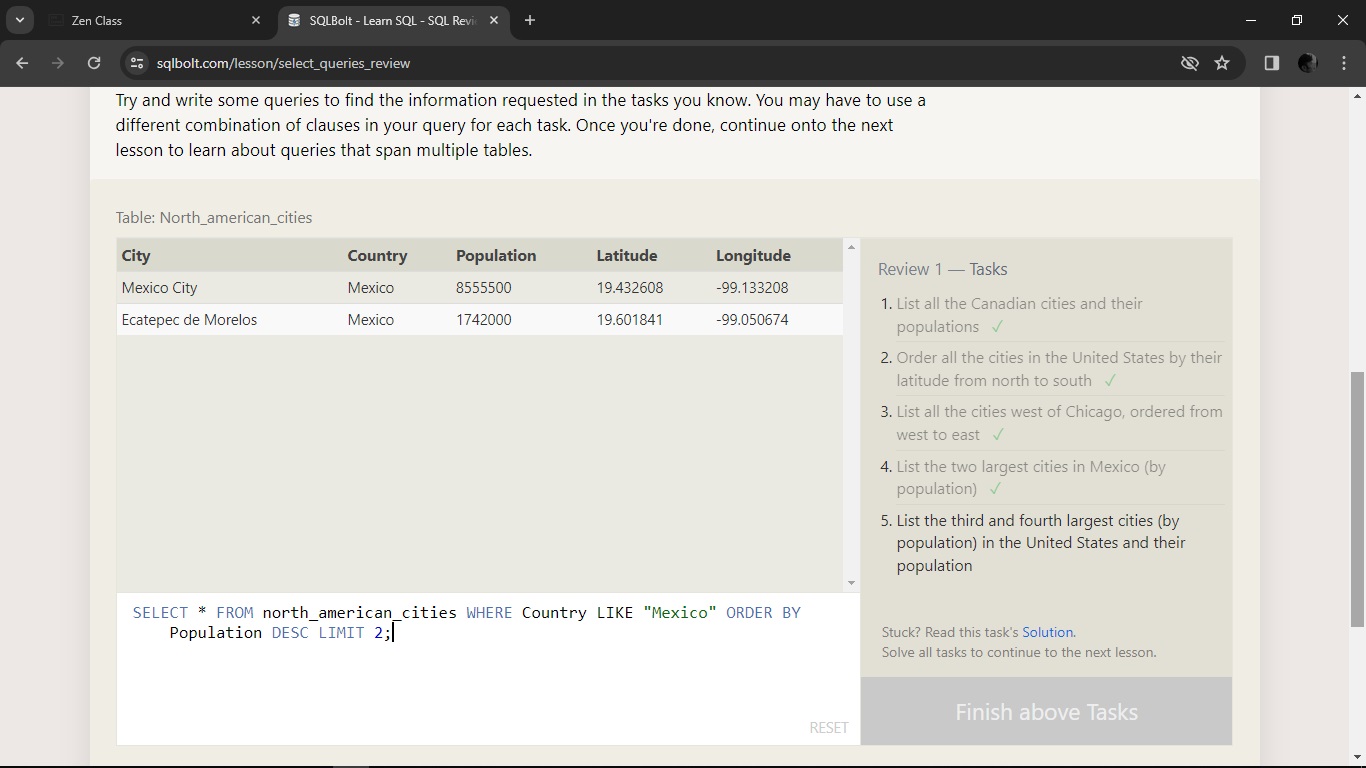 Zen Class
SQLBolt - Learn SQL - SQL Revi
sqlbolt.com/lesson/select_queries_review
Try and write some queries to find the information requested in the tasks you know. You may have to use a
different combination of clauses in your query for each task. Once you're done, continue onto the next
lesson to learn about queries that span multiple tables.
Table: North_american_cities
City Country Population Latitude Longitude
Mexico City Mexico 8555500 19.432608 -99.133208
Ecatepec de Morelos Mexico 1742000 19.601841 -99.050674
SELECT * FROM north_american_cities WHERE Country LIKE "Mexico" ORDER BY
Population DESC LIMIT 2;
RESET
Review 1 — Tasks
1. List all the Canadian cities and their
populations ✓
2. Order all the cities in the United States by their
latitude from north to south ✓
3. List all the cities west of Chicago, ordered from
west to east ✓
4. List the two largest cities in Mexico (by
population) ✓
5. List the third and fourth largest cities (by
population) in the United States and their
population
Stuck? Read this task's Solution.
Solve all tasks to continue to the next lesson.
Finish above Tasks